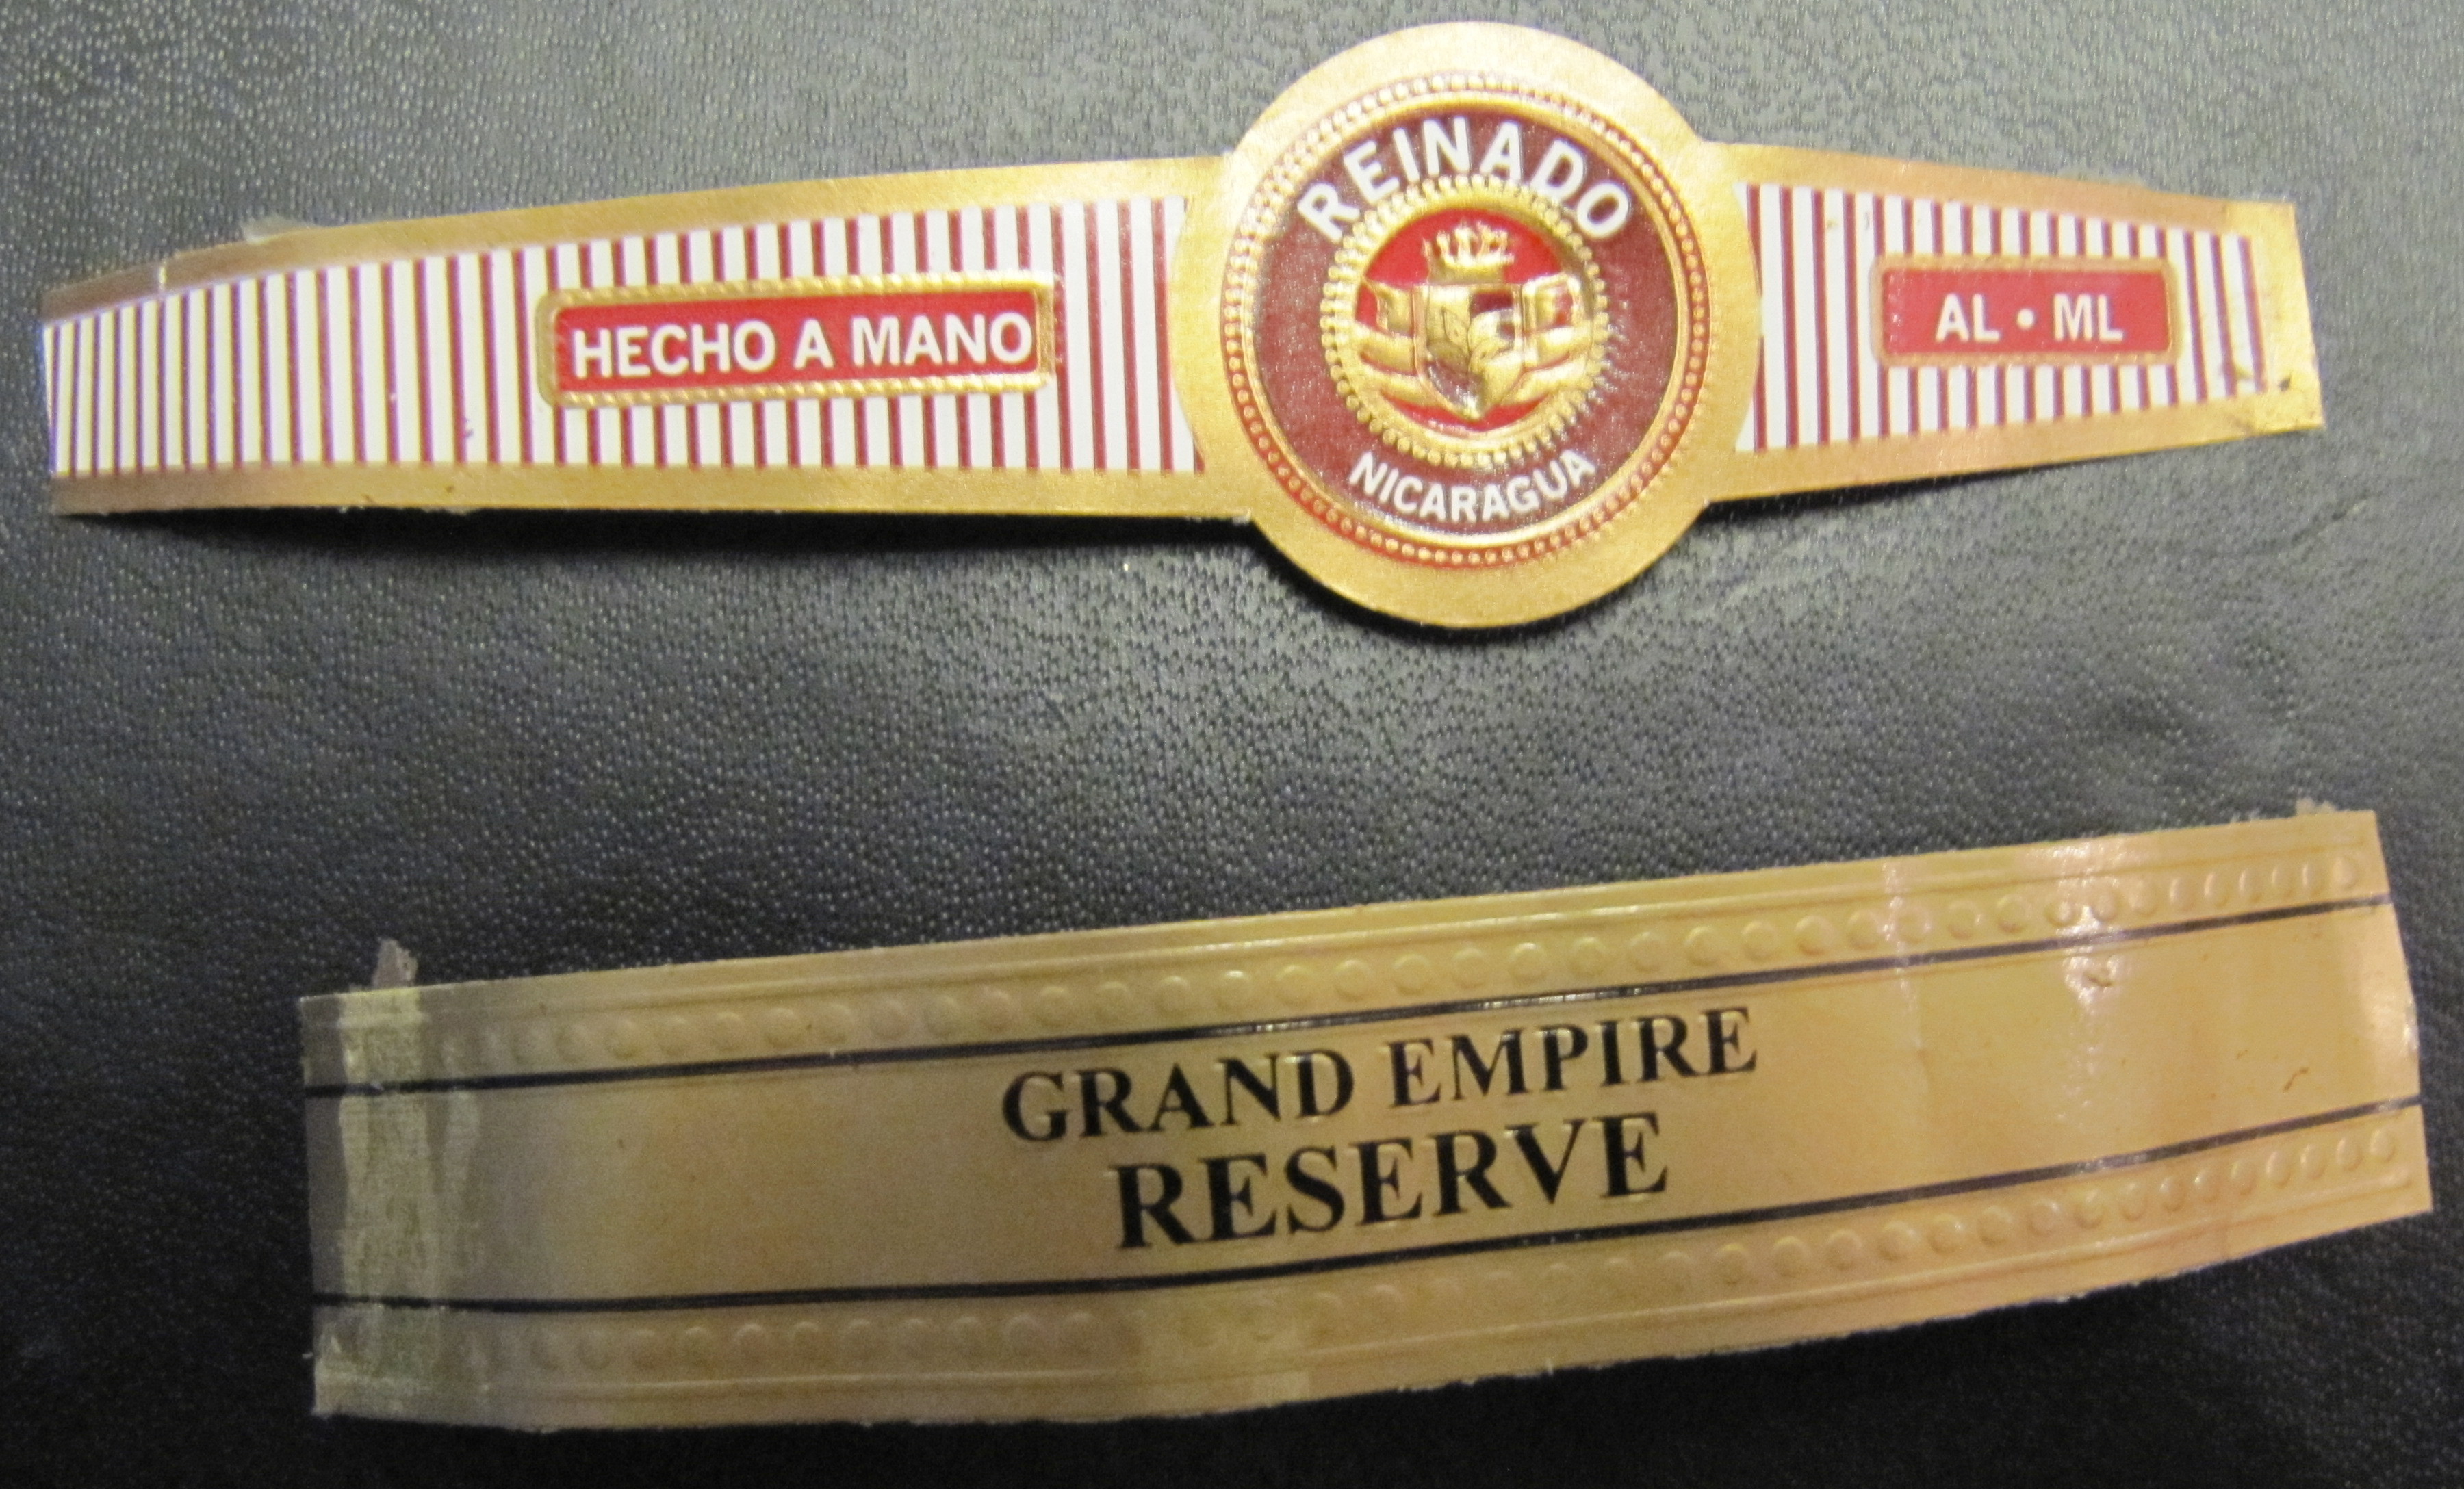 REINADO
HECHO A MANO
AL • ML
NICARAGUA
GRAND EMPIRE
RESERVE